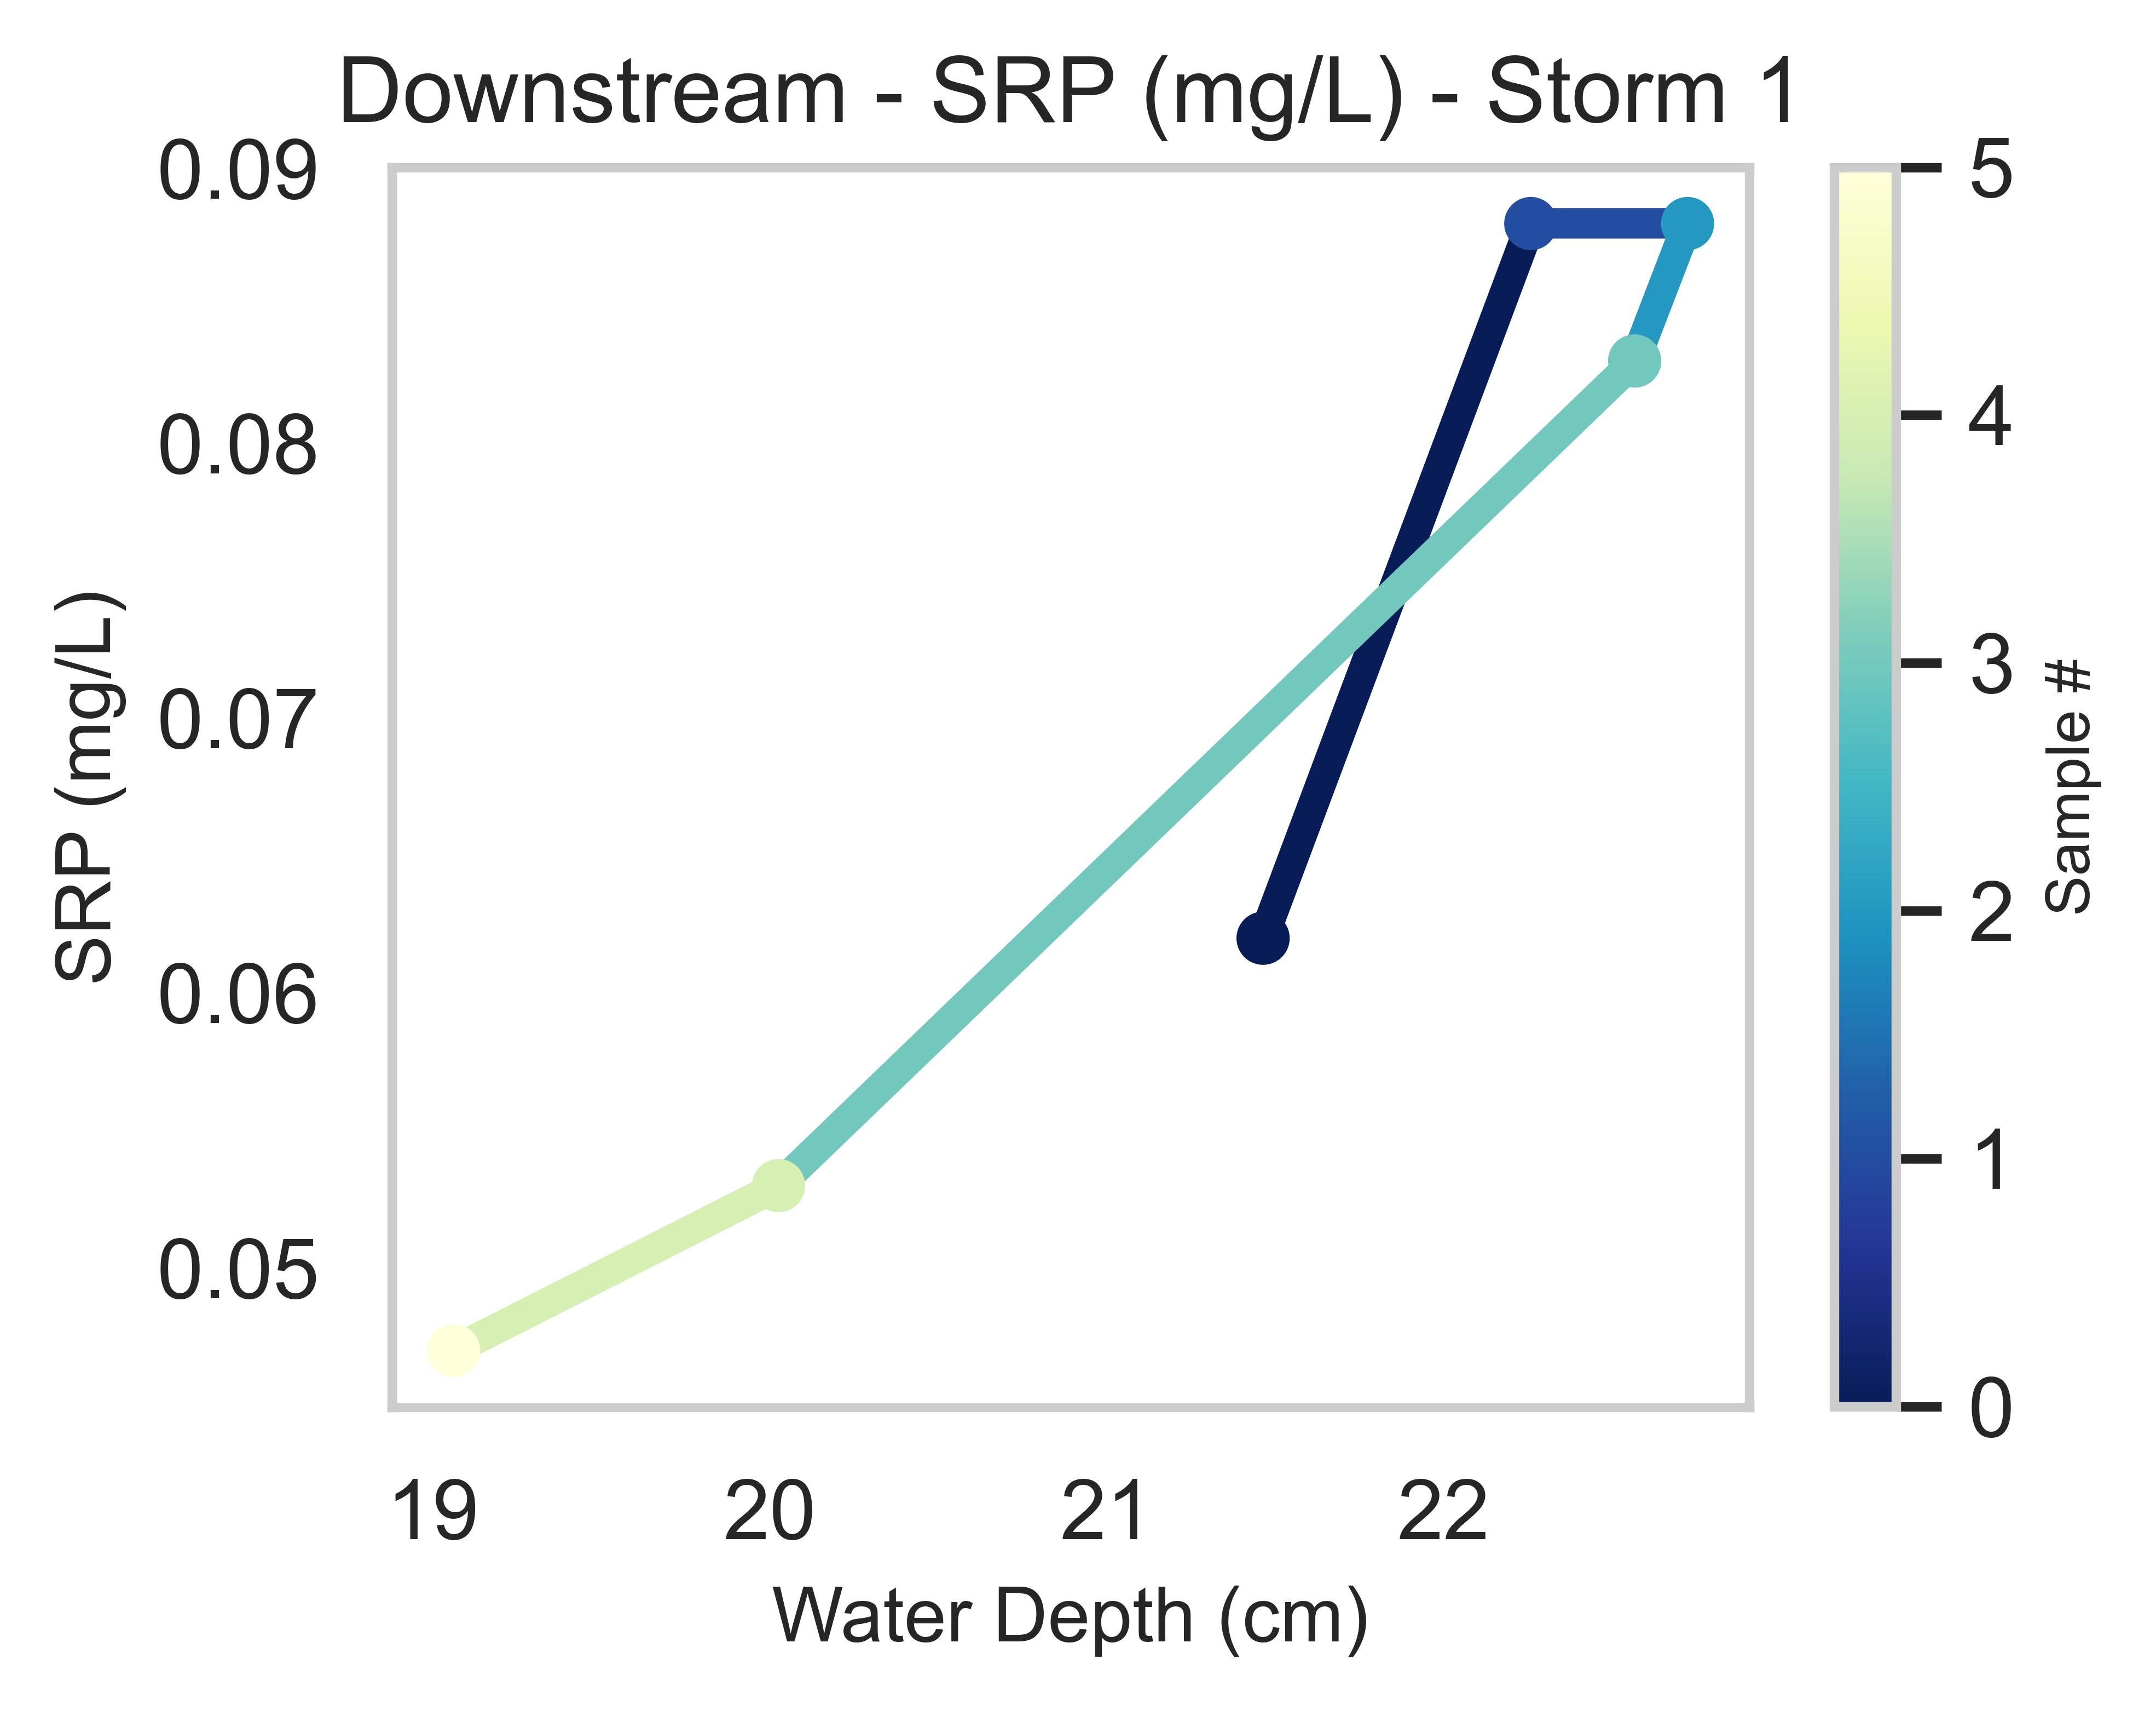 Downstream - SRP (mg/L) - Storm 1
0.09
0.08
0.07
0.06
0.05
SRP (mg/L)
19 20 21 22
Water Depth (cm)
5
4
3
2
1
0
Sample #